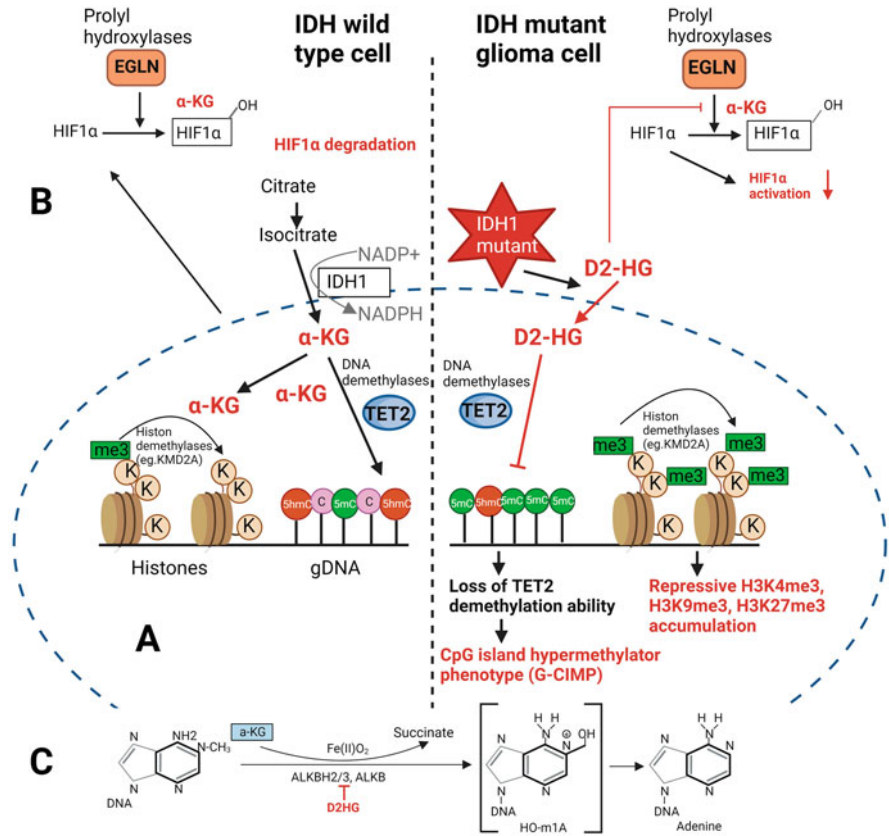 Prolyl
hydroxylases
EGLN
α-KG
OH
HIF1α
HIF1α
IDH wild
type cell
HIF1α degradation
Citrate
Isocitrate
NADP+
IDH1
NADPH
α-KG
B
IDH mutant
glioma cell
Prolyl
hydroxylases
EGLN
α-KG
OH
HIF1α
HIF1α
HIF1α
activation
IDH1
mutant
D2-HG
D2-HG
α-KG
α-KG
DNA
demethylases
TET2
me3
Histon
demethylases
(eg.KMD2A)
K
K
K
K
K
K
5hmC
C
5mC
C
5hmC
Histones
gDNA
DNA
demethylases
TET2
5mC
5hmC
5mC
5mC
5mC
me3
Histon
demethylases
(eg.KMD2A)
me3
me3
me3
K
K
K
K
K
K
Loss of TET2
demethylation ability
CpG island hypermethylator
phenotype (G-CIMP)
Repressive H3K4me3,
H3K9me3, H3K27me3
accumulation
A
C
N
N
NH2
N-CH₃
N
DNA
a-KG
Succinate
Fe(II)O₂
ALKBH2/3, ALKB
D2HG
H H
N
N
⊕
OH
N
N
N
DNA
HO-m1A
H H
N
N
N
N
N
DNA
Adenine